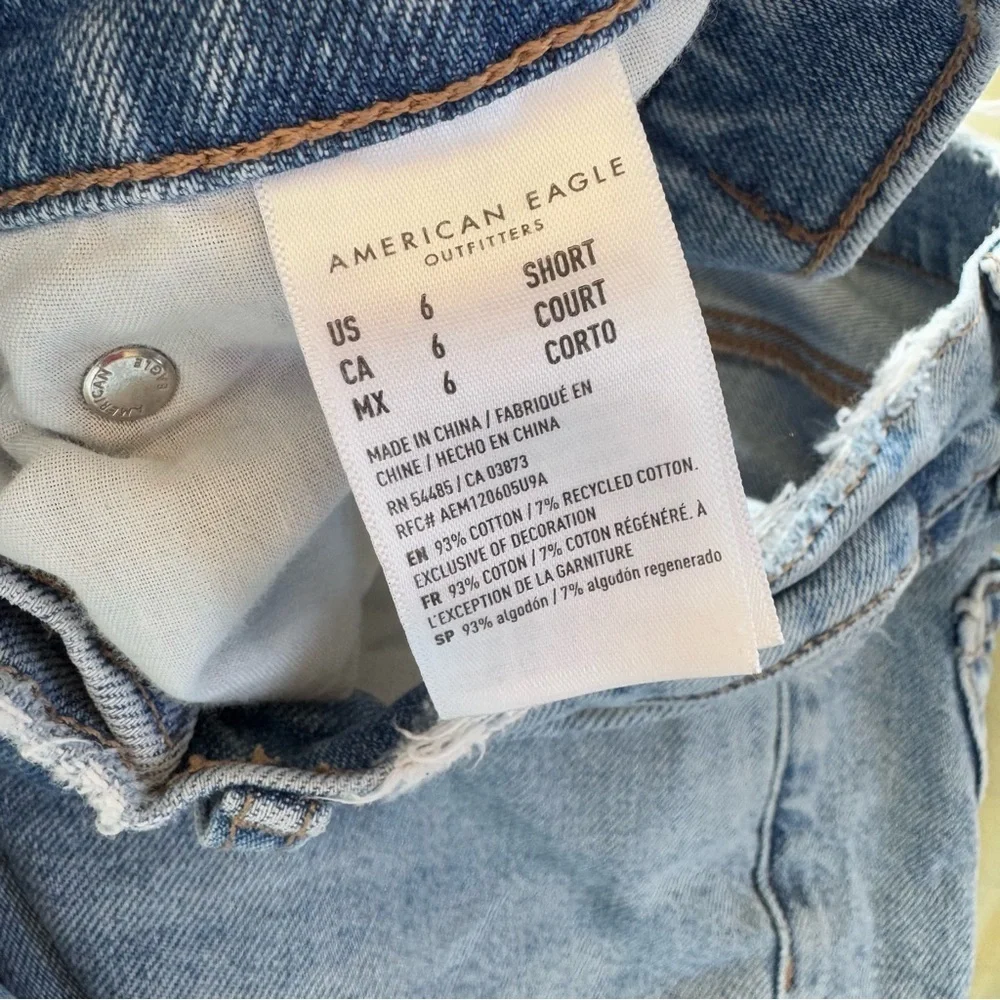 AMERICAN EAGLE
OUTFITTERS
US 6 SHORT
CA 6 COURT
MX 6 CORTO
MADE IN CHINA / FABRIQUÉ EN
CHINE / HECHO EN CHINA
RN 54485 / CA 03873
RFC# AEM120605U9A
EN 93% COTTON / 7% RECYCLED COTTON.
EXCLUSIVE OF DECORATION
FR 93% COTON / 7% COTON RÉGÉNÉRÉ. À
L'EXCEPTION DE LA GARNITURE
SP 93% algodón / 7% algodón regenerado
AMERICAN EAGLE